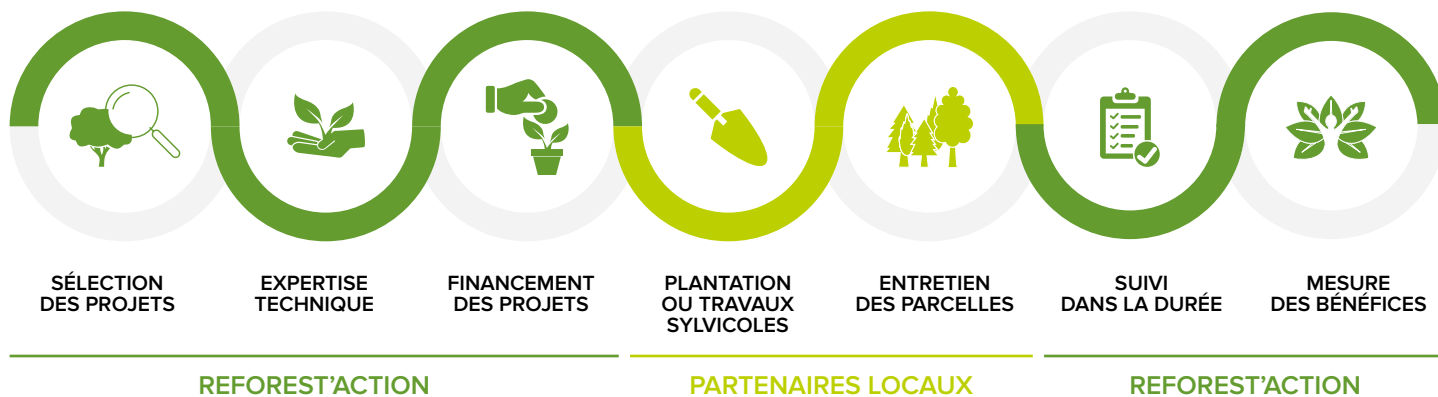 SÉLECTION
DES PROJETS
EXPERTISE
TECHNIQUE
FINANCEMENT
DES PROJETS
PLANTATION
OU TRAVAUX
SYLVICOLES
ENTRETIEN
DES PARCELLES
SUIVI
DANS LA DURÉE
MESURE
DES BÉNÉFICES
REFOREST’ACTION
PARTENAIRES LOCAUX
REFOREST’ACTION